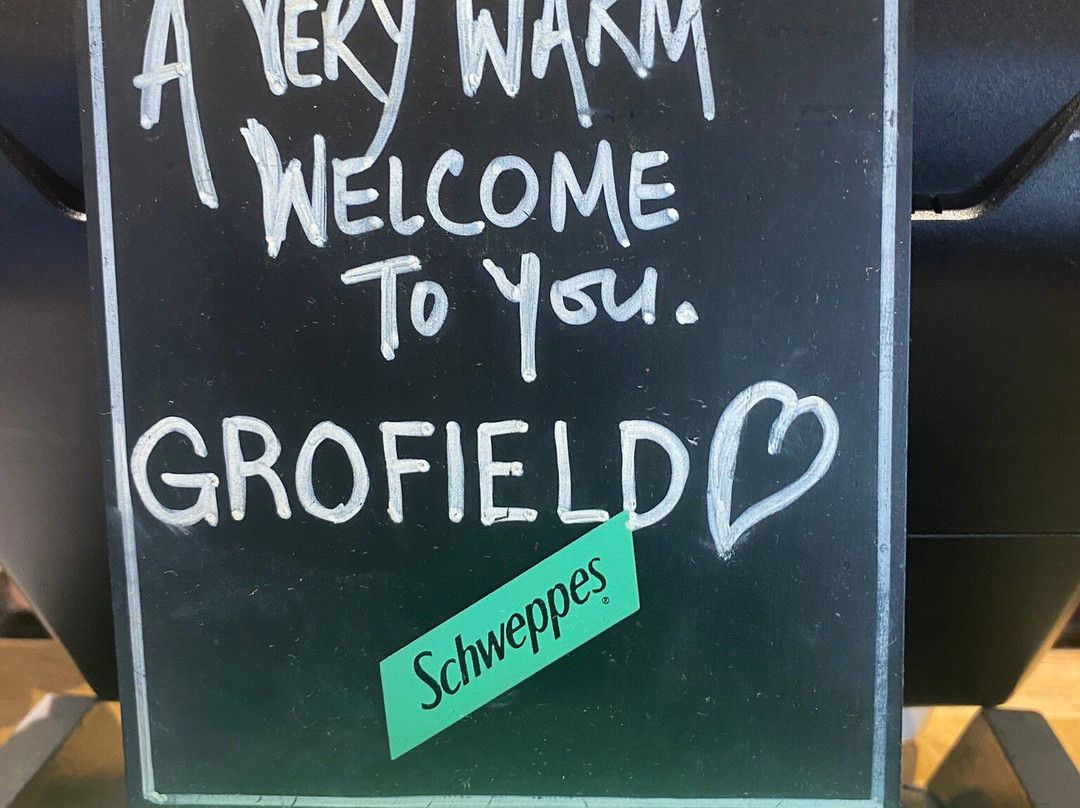 A VERY WARM
WELCOME
To You.
GROFIELD
Schweppes®